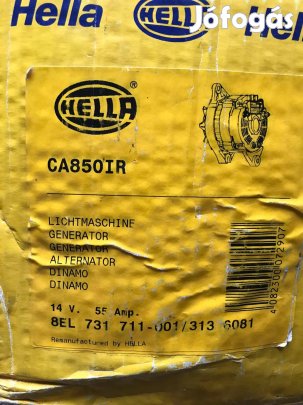 Hella
Hella
Jófogás
HELLA
CA850IR
LICHTMASCHINE
GENERATOR
GENERATOR
ALTERNATOR
DINAMO
DINAMO
14 V. 55 Amp.
8EL 731 711-001/313 6081
Remanufactured by HELLA
4082300072907